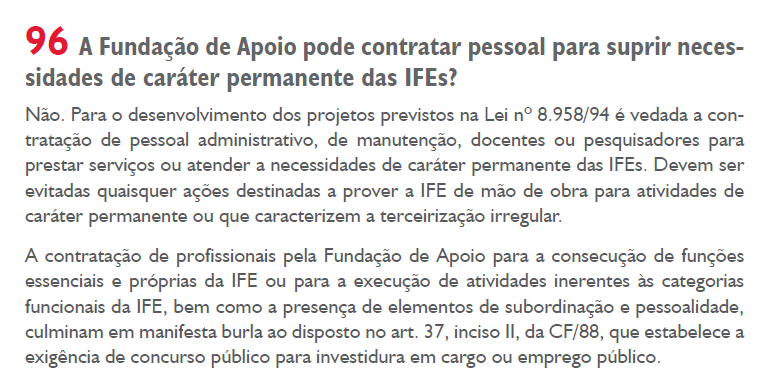 96 A Fundação de Apoio pode contratar pessoal para suprir neces-
sidades de caráter permanente das IFEs?
Não. Para o desenvolvimento dos projetos previstos na Lei nº 8.958/94 é vedada a con-
tratação de pessoal administrativo, de manutenção, docentes ou pesquisadores para
prestar serviços ou atender a necessidades de caráter permanente das IFEs. Devem ser
evitadas quaisquer ações destinadas a prover a IFE de mão de obra para atividades de
caráter permanente ou que caracterizem a terceirização irregular.
A contratação de profissionais pela Fundação de Apoio para a consecução de funções
essenciais e próprias da IFE ou para a execução de atividades inerentes às categorias
funcionais da IFE, bem como a presença de elementos de subordinação e pessoalidade,
culminam em manifesta burla ao disposto no art. 37, inciso II, da CF/88, que estabelece a
exigência de concurso público para investidura em cargo ou emprego público.